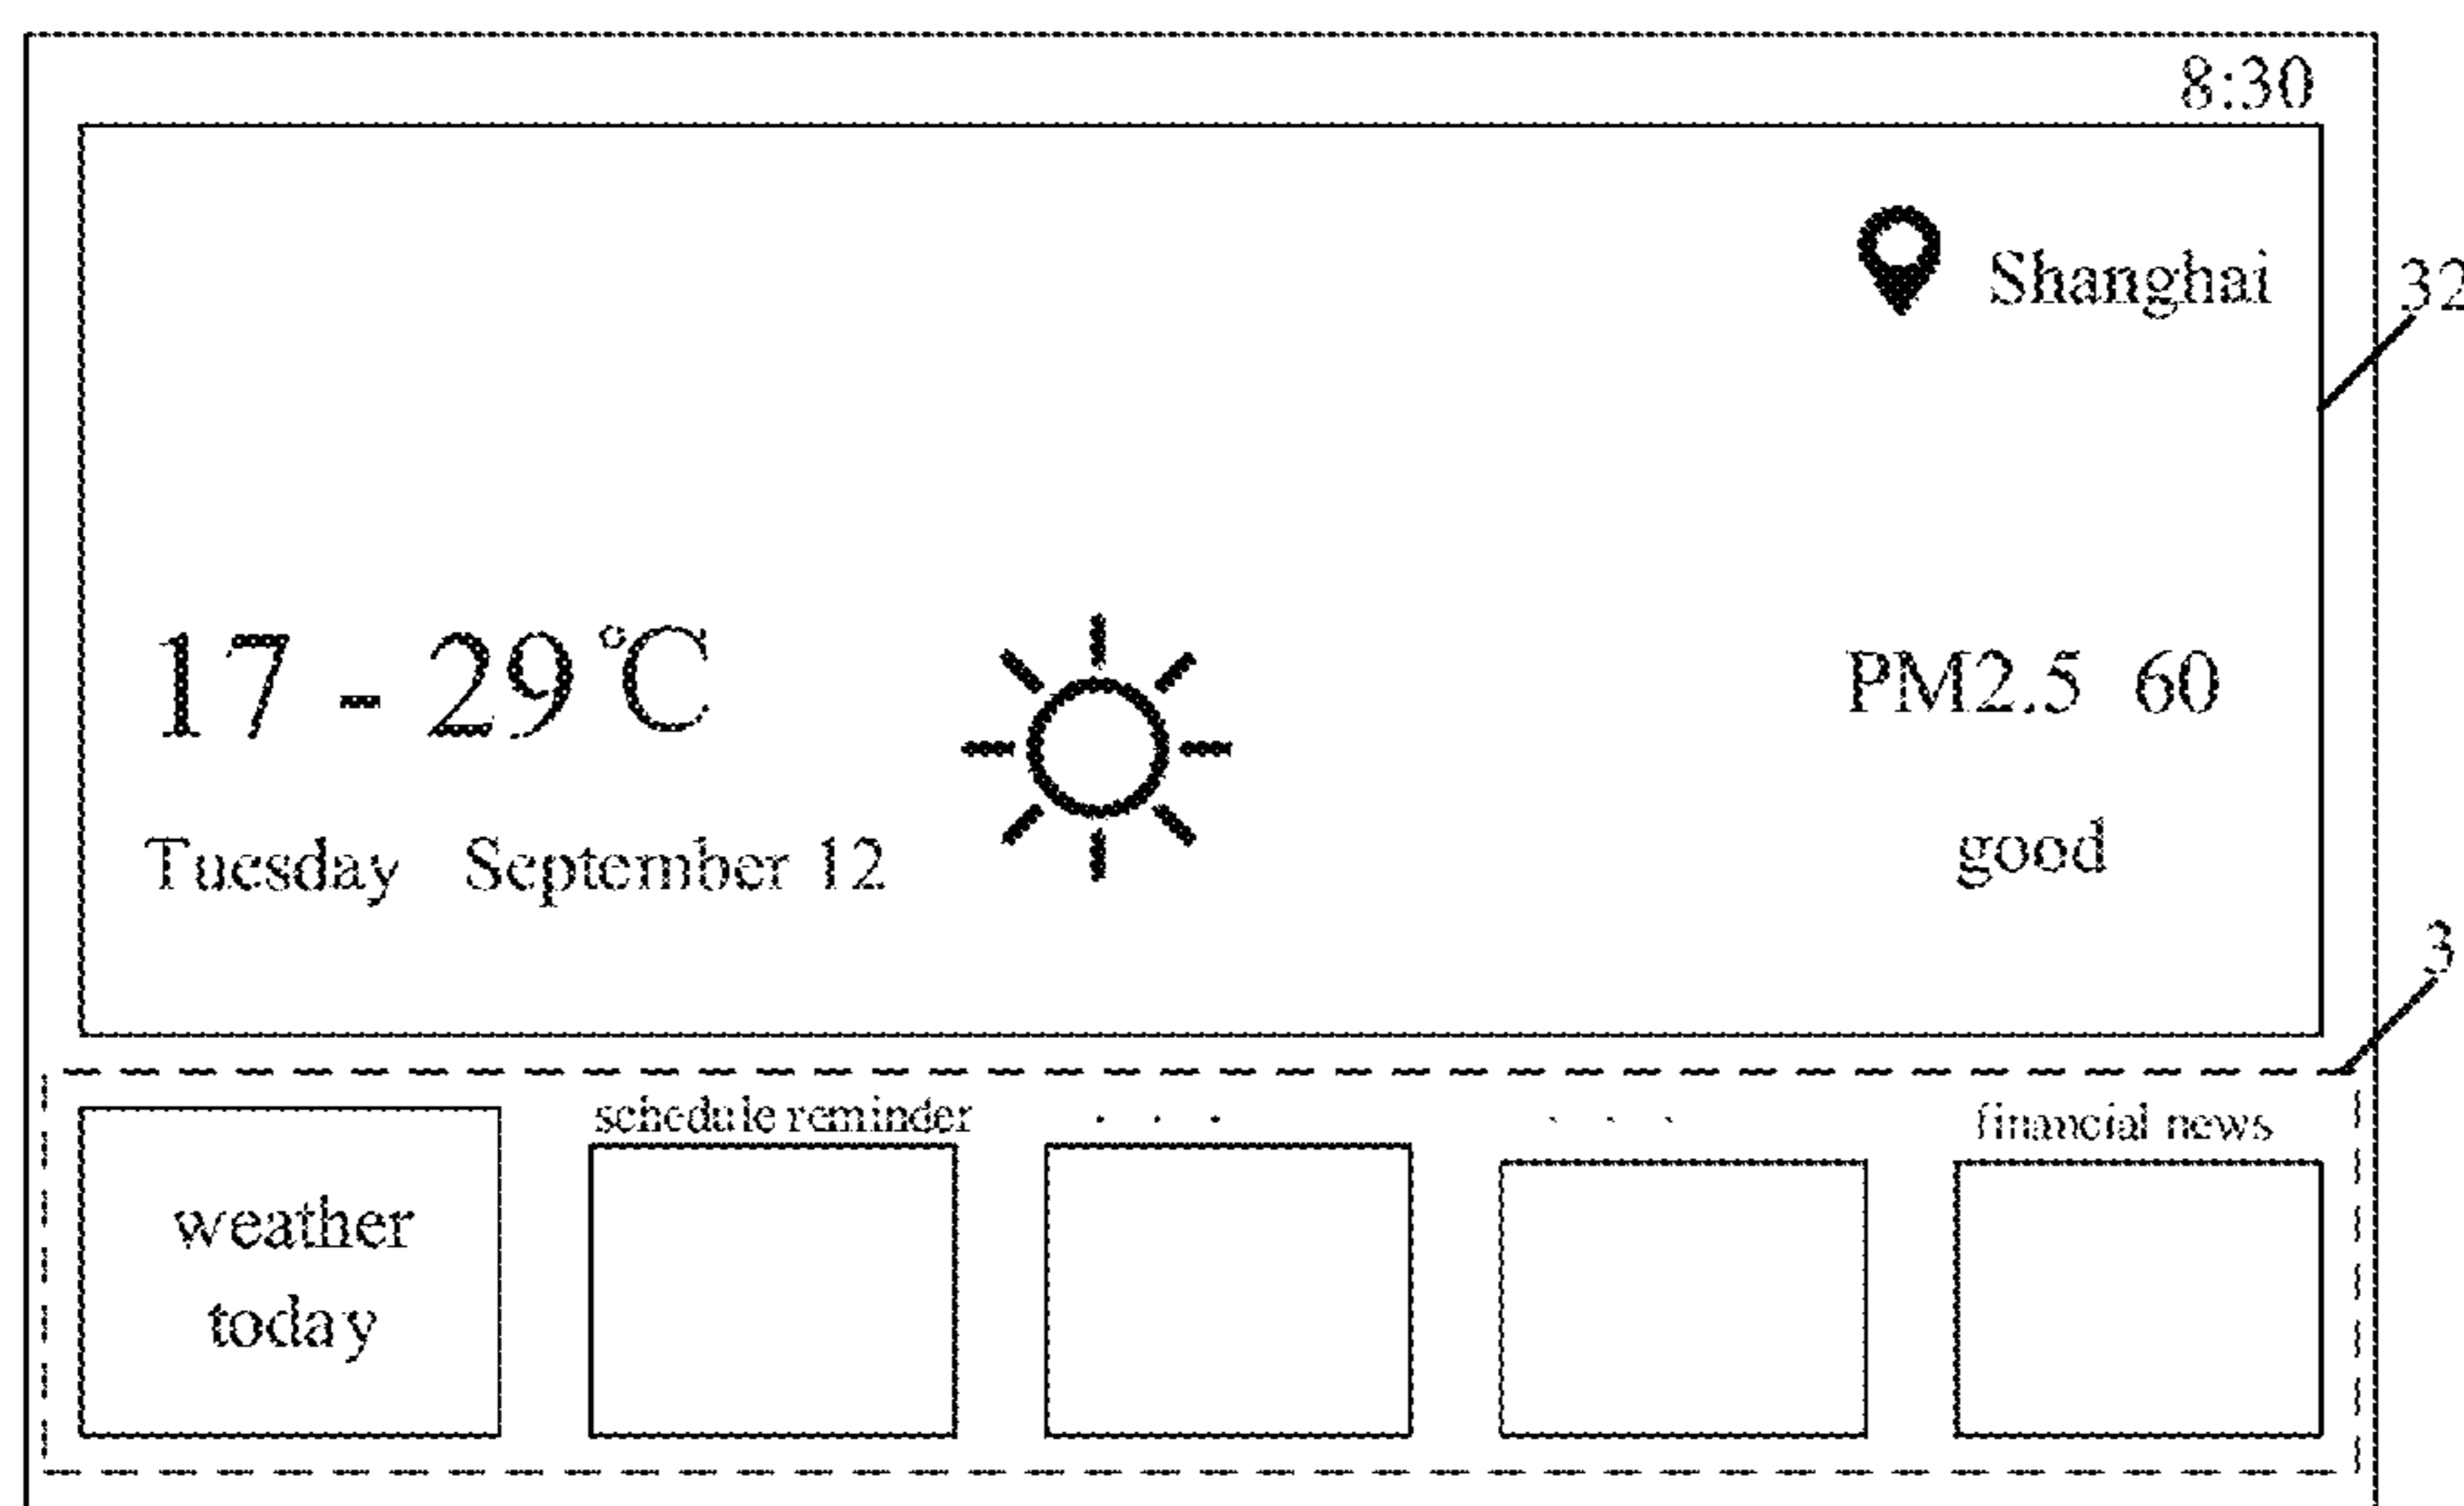 8:30
Shanghai
32
17 - 29℃
PM2.5 60
Tuesday September 12
good
3
schedule reminder . . . . . . financial news
weather
today